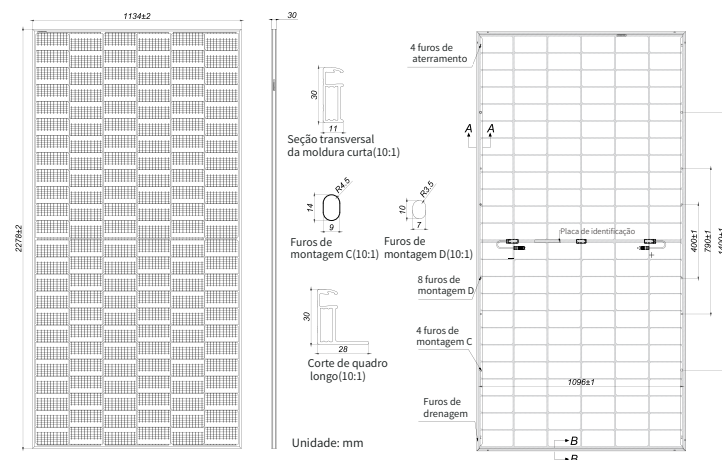 1134±2
30
2278±2
30
11
Seção transversal
da moldura curta(10:1)
R4.5
14
9
Furos de
montagem C(10:1)
R3.5
10
7
Furos de
montagem D(10:1)
30
28
Corte de quadro
longo(10:1)
Unidade: mm
4 furos de
aterramento
A
A
Placa de identificação
-
+
8 furos de
montagem D
4 furos de
montagem C
1096±1
Furos de
drenagem
B
B
400±1
790±1
1400±1